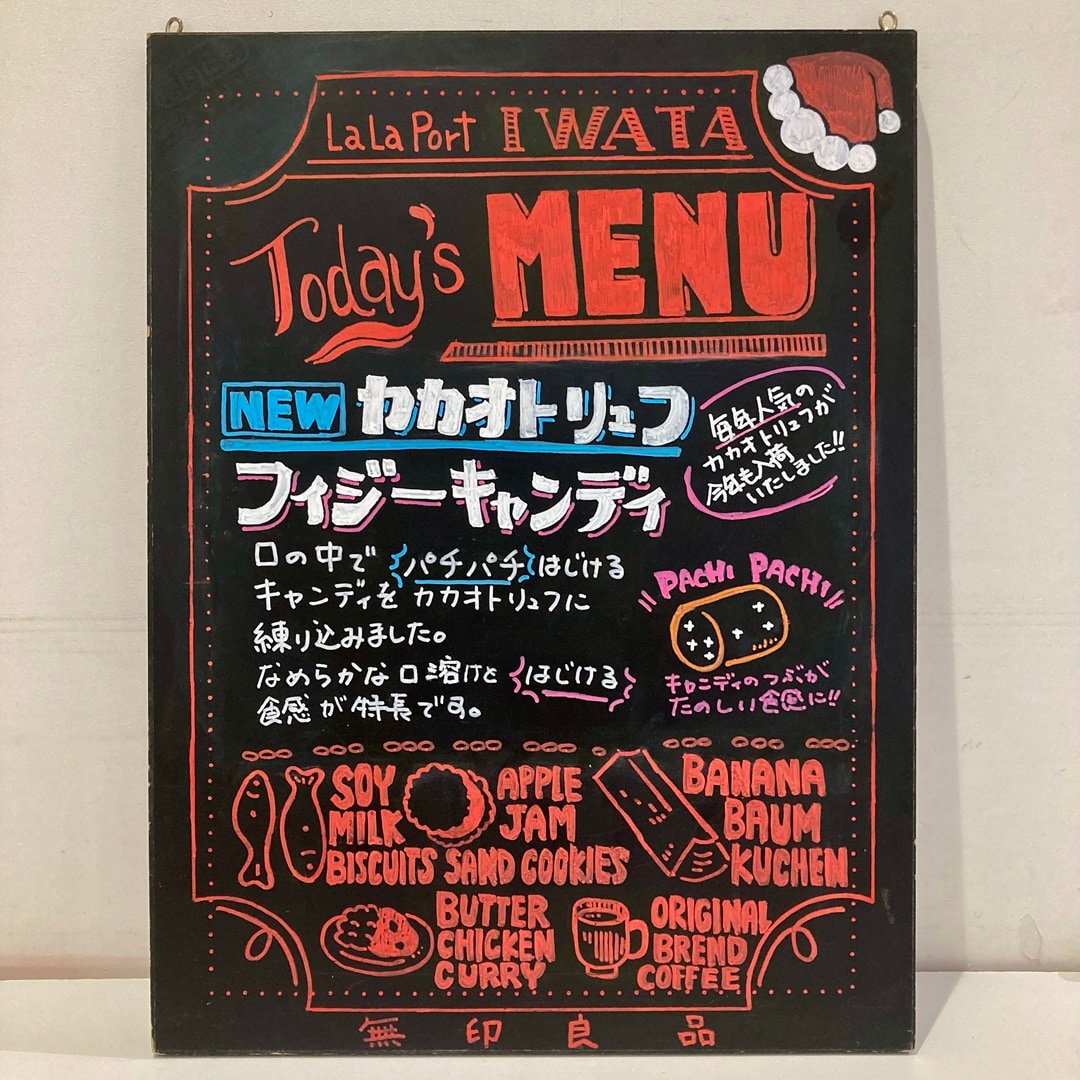 LaLaPort IWATA
Today's MENU
NEW カカオトリュフ
フィジーキャンディ
毎年人気の
カカオトリュフが
今年も入荷
いたしました!!
口の中で パチパチ はじける
キャンディを カカオトリュフに
練り込みました。
なめらかな 口溶けと はじける
食感が 特長です。
PACHI PACHI!!
キャンディのつぶが
たのしい食感に!!
SOY
MILK
BISCUITS
APPLE
JAM
SAND COOKIES
BANANA
BAUM
KUCHEN
BUTTER
CHICKEN
CURRY
ORIGINAL
BREND
COFFEE
無印良品